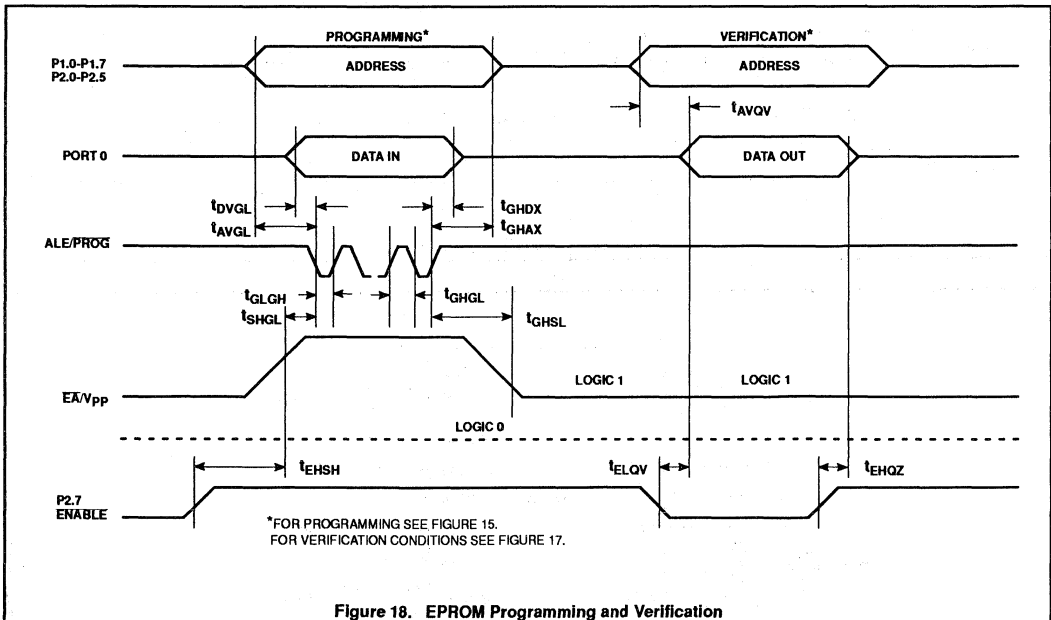 PROGRAMMING*
VERIFICATION*
P1.0-P1.7
P2.0-P2.5
ADDRESS
ADDRESS
tAVQV
PORT 0
DATA IN
DATA OUT
tDVGL
tGHDX
tAVGL
tGHAX
ALE/PROG
tGLGH
tGHGL
tSHGL
tGHSL
LOGIC 1
LOGIC 1
EA/VPP
LOGIC 0
tEHSH
tELQV
tEHQZ
P2.7
ENABLE
*FOR PROGRAMMING SEE FIGURE 15.
FOR VERIFICATION CONDITIONS SEE FIGURE 17.
Figure 18. EPROM Programming and Verification